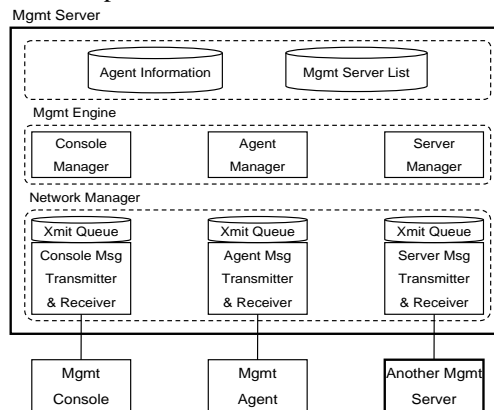 Mgmt Server
Agent Information
Mgmt Server List
Mgmt Engine
Console
Manager
Agent
Manager
Server
Manager
Network Manager
Xmit Queue
Console Msg
Transmitter
& Receiver
Xmit Queue
Agent Msg
Transmitter
& Receiver
Xmit Queue
Server Msg
Transmitter
& Receiver
Mgmt
Console
Mgmt
Agent
Another Mgmt
Server